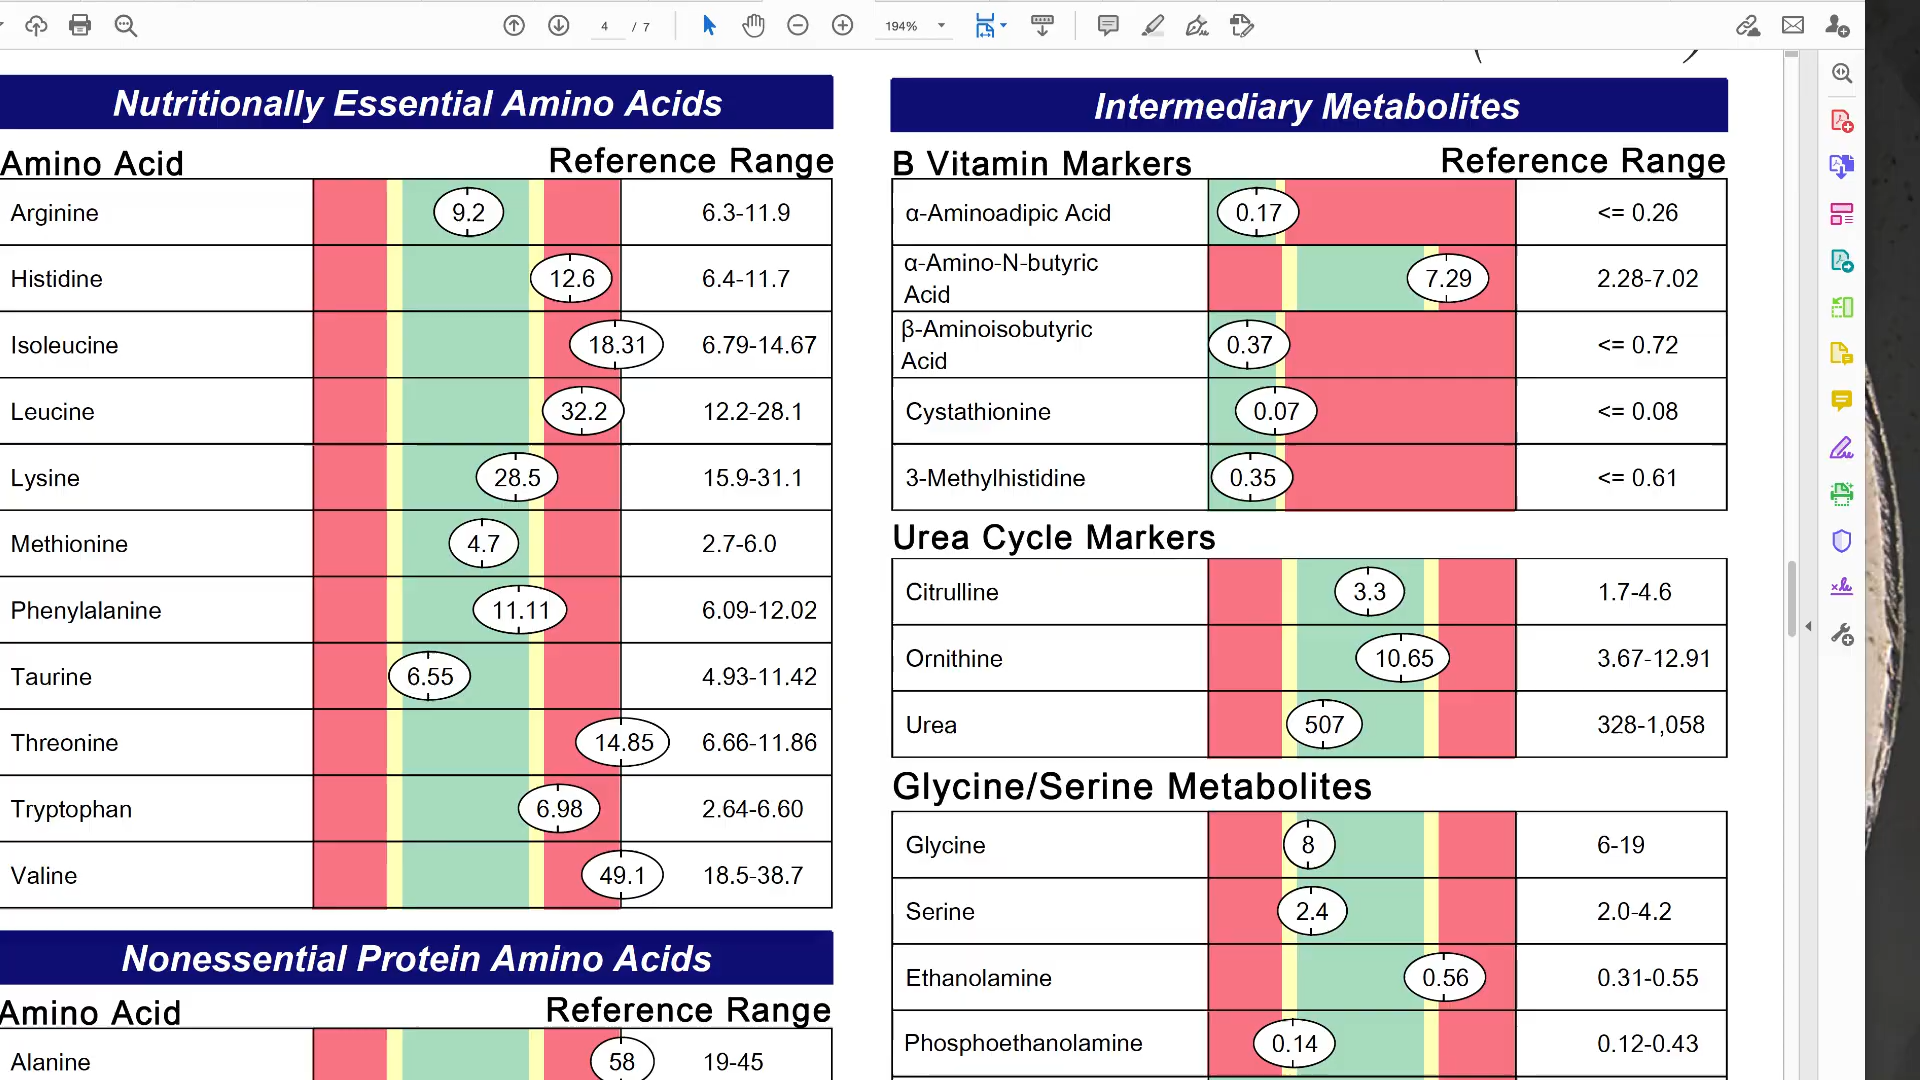 4 / 7
194%
Nutritionally Essential Amino Acids
Amino Acid Reference Range
Arginine 9.2 6.3-11.9
Histidine 12.6 6.4-11.7
Isoleucine 18.31 6.79-14.67
Leucine 32.2 12.2-28.1
Lysine 28.5 15.9-31.1
Methionine 4.7 2.7-6.0
Phenylalanine 11.11 6.09-12.02
Taurine 6.55 4.93-11.42
Threonine 14.85 6.66-11.86
Tryptophan 6.98 2.64-6.60
Valine 49.1 18.5-38.7
Nonessential Protein Amino Acids
Amino Acid Reference Range
Alanine 58 19-45
Intermediary Metabolites
B Vitamin Markers Reference Range
α-Aminoadipic Acid 0.17 <= 0.26
α-Amino-N-butyric
Acid 7.29 2.28-7.02
β-Aminoisobutyric
Acid 0.37 <= 0.72
Cystathionine 0.07 <= 0.08
3-Methylhistidine 0.35 <= 0.61
Urea Cycle Markers
Citrulline 3.3 1.7-4.6
Ornithine 10.65 3.67-12.91
Urea 507 328-1,058
Glycine/Serine Metabolites
Glycine 8 6-19
Serine 2.4 2.0-4.2
Ethanolamine 0.56 0.31-0.55
Phosphoethanolamine 0.14 0.12-0.43